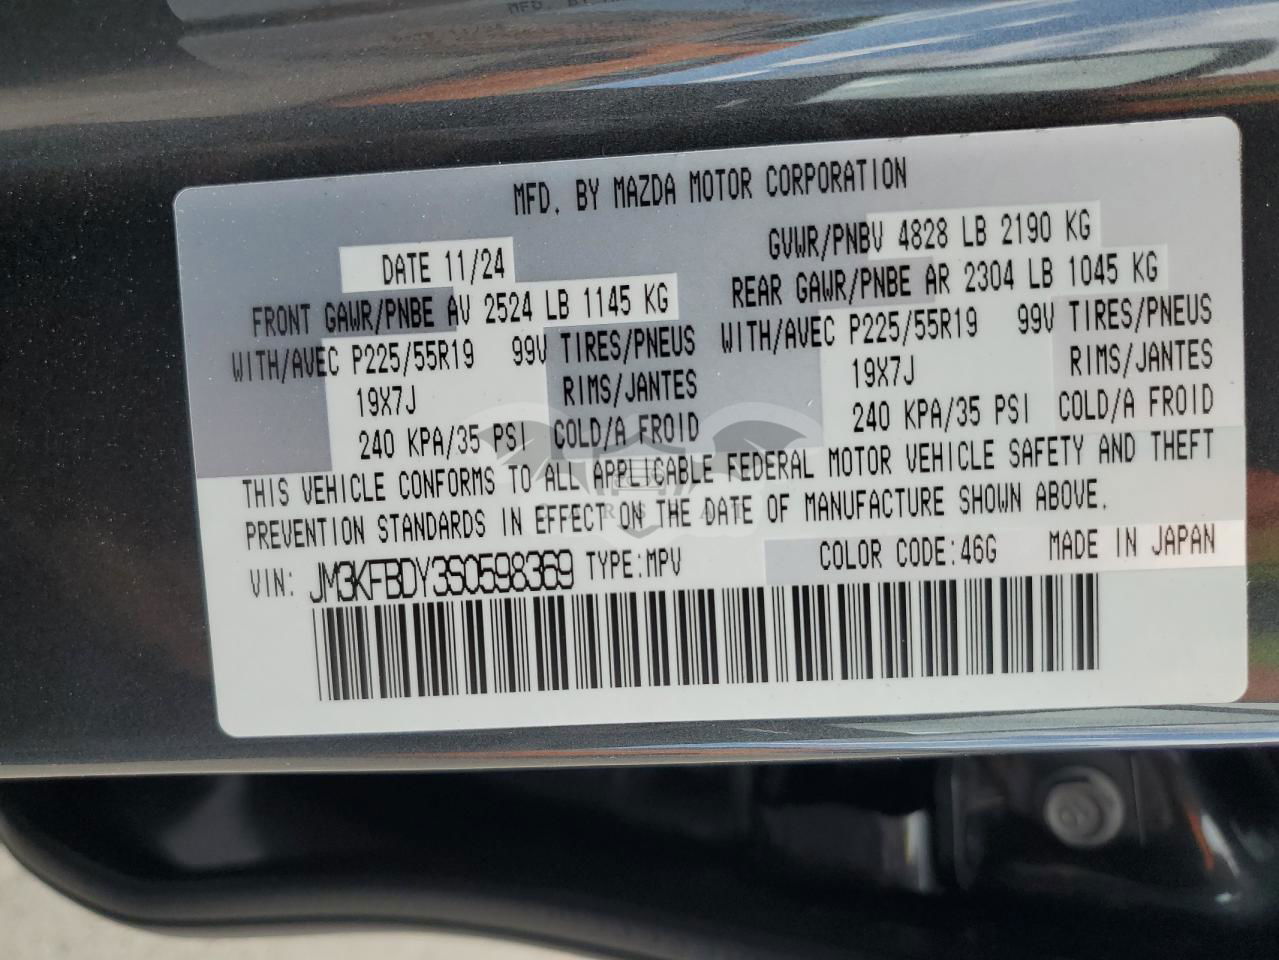 MFD. BY MAZDA MOTOR CORPORATION
DATE 11/24
GVWR/PNBV 4828 LB 2190 KG
FRONT GAWR/PNBE AV 2524 LB 1145 KG
REAR GAWR/PNBE AR 2304 LB 1045 KG
WITH/AVEC P225/55R19 99V TIRES/PNEUS
WITH/AVEC P225/55R19 99V TIRES/PNEUS
19X7J RIMS/JANTES
19X7J RIMS/JANTES
240 KPA/35 PSI COLD/A FROID
240 KPA/35 PSI COLD/A FROID
THIS VEHICLE CONFORMS TO ALL APPLICABLE FEDERAL MOTOR VEHICLE SAFETY AND THEFT
PREVENTION STANDARDS IN EFFECT ON THE DATE OF MANUFACTURE SHOWN ABOVE.
VIN: JM3KFBDY3S0598369 TYPE:MPV COLOR CODE:46G MADE IN JAPAN